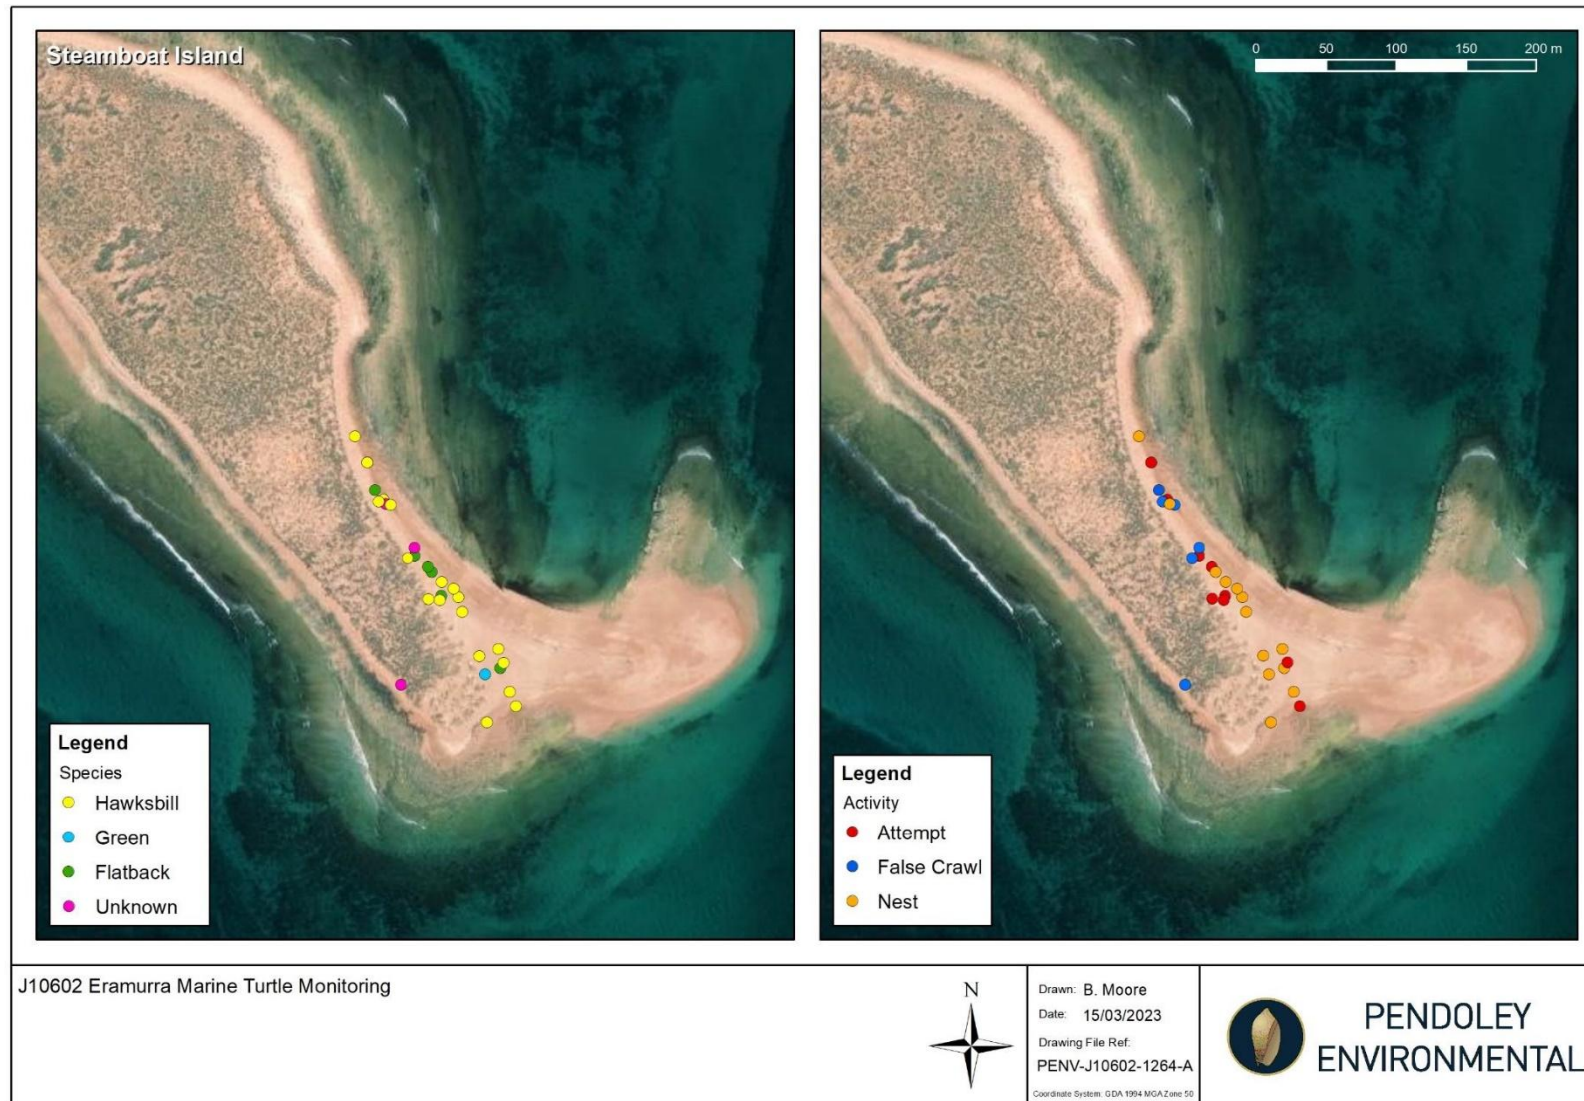 Steamboat Island
0 50 100 150 200 m
Legend
Species
Hawksbill
Green
Flatback
Unknown
Legend
Activity
Attempt
False Crawl
Nest
J10602 Eramurra Marine Turtle Monitoring
N
Drawn: B. Moore
Date: 15/03/2023
Drawing File Ref:
PENV-J10602-1264-A
Coordinate System: GDA 1994 MGA Zone 50
PENDOLEY
ENVIRONMENTAL